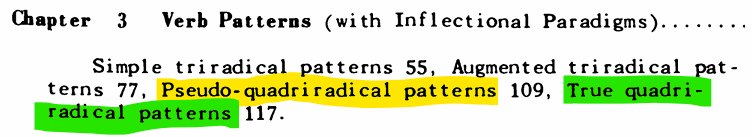 Chapter 3 Verb Patterns (with Inflectional Paradigms)........
Simple triradical patterns 55, Augmented triradical pat-
terns 77, Pseudo-quadriradical patterns 109, True quadri-
radical patterns 117.